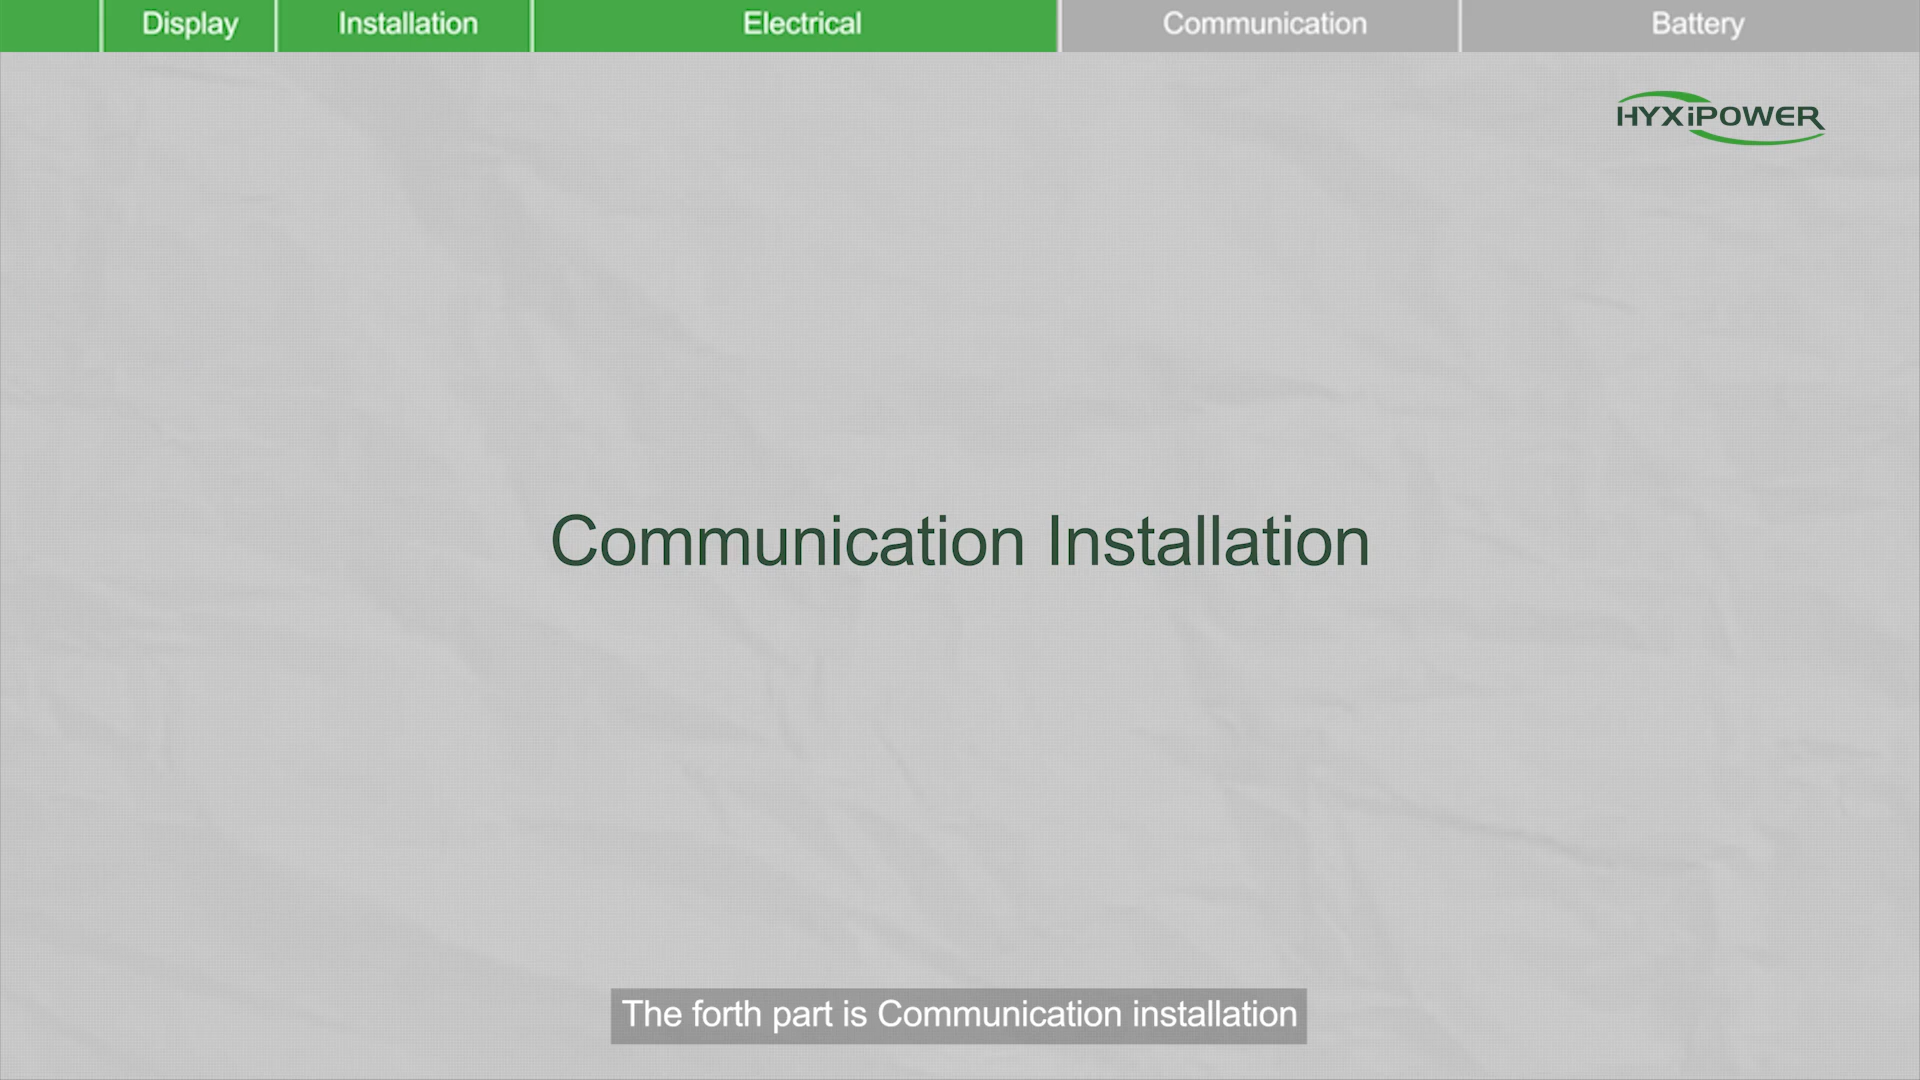 Display
Installation
Electrical
Communication
Battery
HYXiPOWER
Communication Installation
The forth part is Communication installation